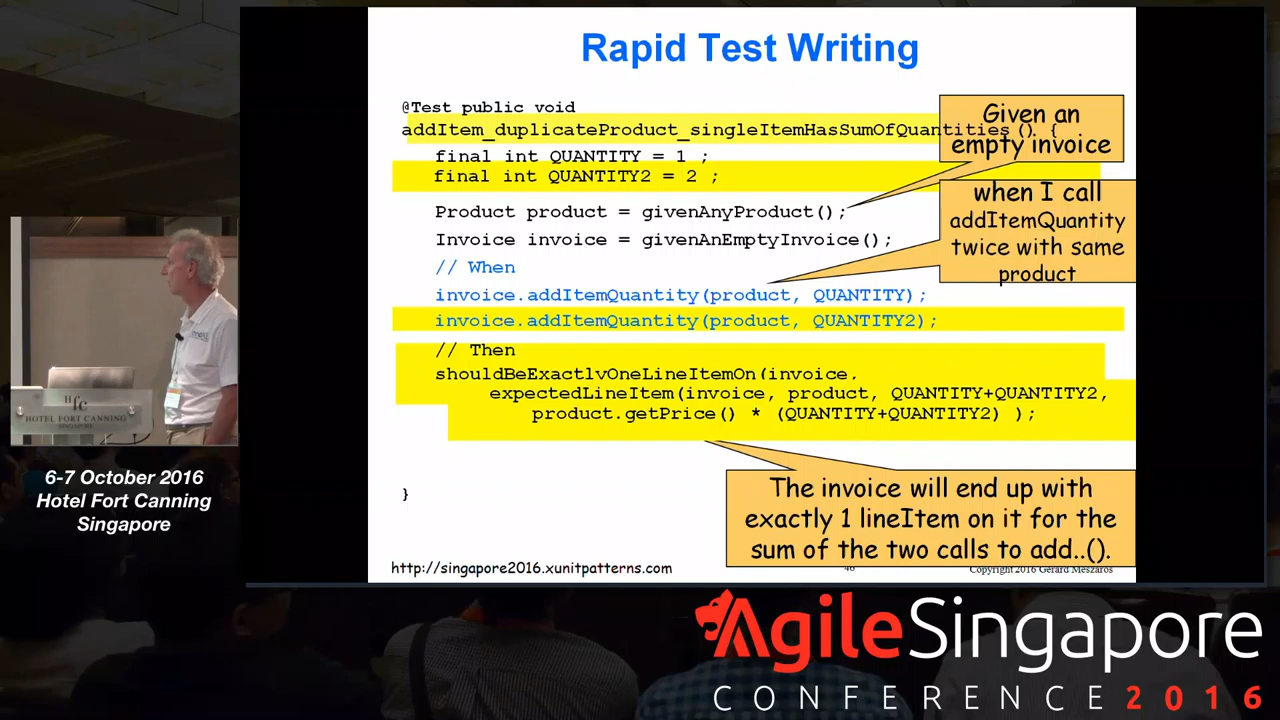 Rapid Test Writing
@Test public void
addItem_duplicateProduct_singleItemHasSumOfQuantities () {
final int QUANTITY = 1 ;
final int QUANTITY2 = 2 ;
Product product = givenAnyProduct();
Invoice invoice = givenAnEmptyInvoice();
// When
invoice.addItemQuantity(product, QUANTITY);
invoice.addItemQuantity(product, QUANTITY2);
// Then
shouldBeExactlyOneLineItemOn(invoice,
expectedLineItem(invoice, product, QUANTITY+QUANTITY2,
product.getPrice() * (QUANTITY+QUANTITY2) );
}
Given an
empty invoice
when I call
addItemQuantity
twice with same
product
The invoice will end up with
exactly 1 lineItem on it for the
sum of the two calls to add..().
http://singapore2016.xunitpatterns.com
46
Copyright 2016 Gerard Meszaros
Hfc
HOTEL FORT CANNING
SINGAPORE
6-7 October 2016
Hotel Fort Canning
Singapore
AgileSingapore
CONFERENCE 2016